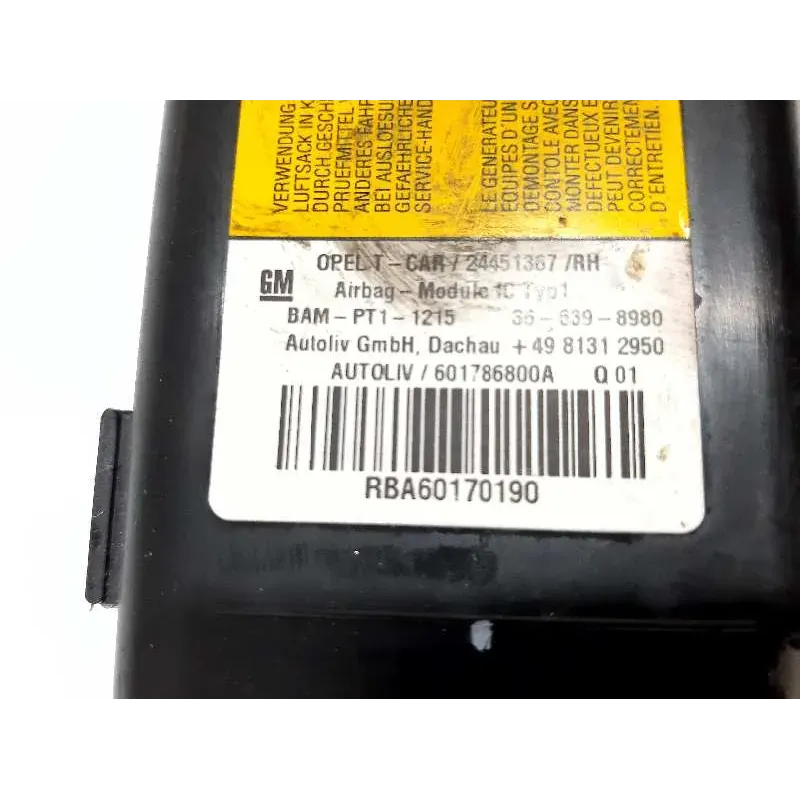 VERWENDUNG
LUFTSACK IN K
DURCH GESCH
PRUEFMITTEL V
ANDERES FAHR
BEI AUSLOESU
GEFAEHRLICHE
SERVICE-HAND
LE GENERATEU
EQUIPES D'UN
DEMONTAGE S
CONTOLE AVEC
MONTER DANS
DEFECTUEUX E
PEUT DEVENIR
CORRECTEMEN
D'ENTRETIEN.
GM
OPEL T-CAR / 24451367 /RH
Airbag-Module IC Typ1
BAM-PT1-1215 36-639-8980
Autoliv GmbH, Dachau +49 8131 2950
AUTOLIV / 601786800A Q 01
RBA60170190